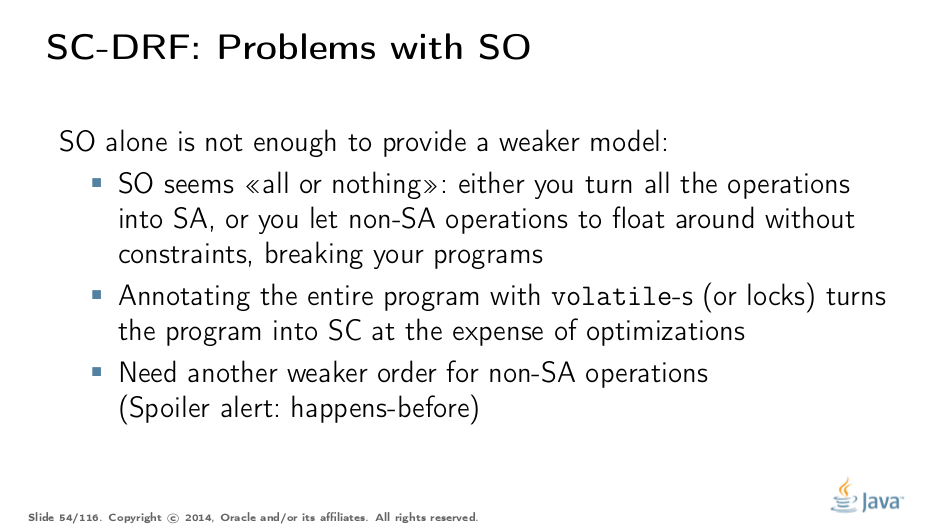 SC-DRF: Problems with SO
SO alone is not enough to provide a weaker model:
■ SO seems «all or nothing»: either you turn all the operations
into SA, or you let non-SA operations to float around without
constraints, breaking your programs
■ Annotating the entire program with volatile-s (or locks) turns
the program into SC at the expense of optimizations
■ Need another weaker order for non-SA operations
(Spoiler alert: happens-before)
Java™
Slide 54/116. Copyright © 2014, Oracle and/or its affiliates. All rights reserved.